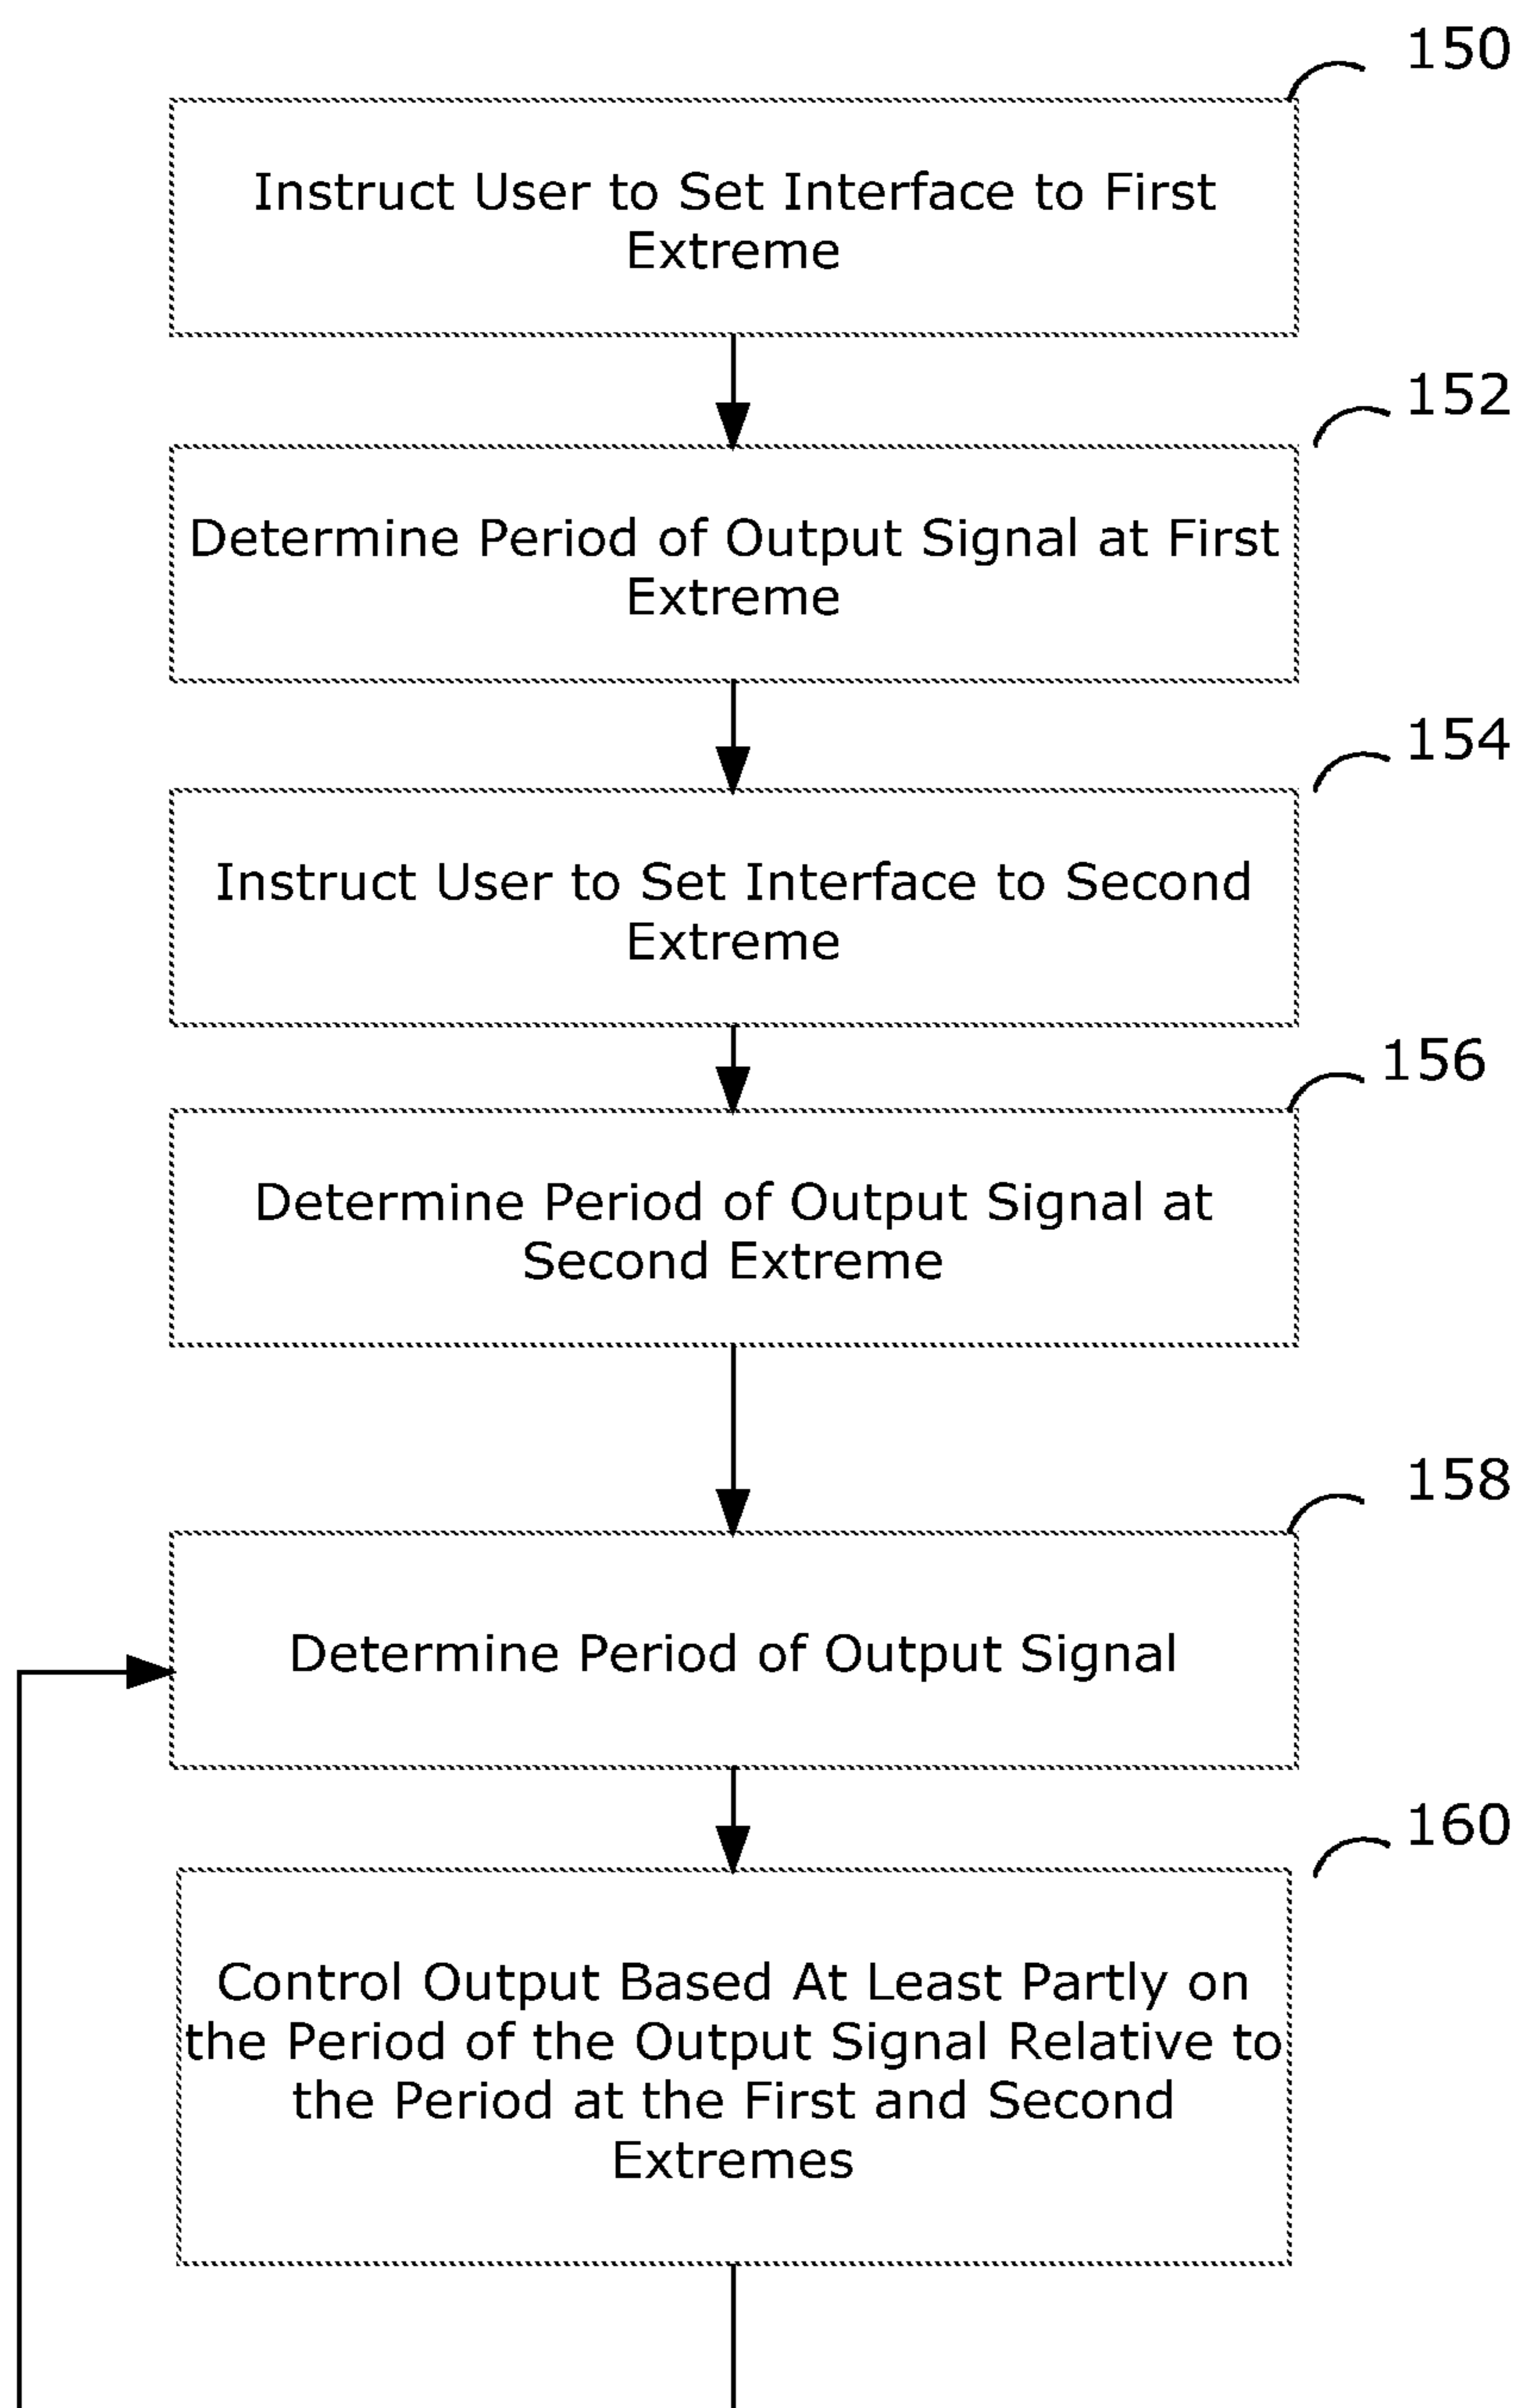 150
Instruct User to Set Interface to First
Extreme
152
Determine Period of Output Signal at First
Extreme
154
Instruct User to Set Interface to Second
Extreme
156
Determine Period of Output Signal at
Second Extreme
158
Determine Period of Output Signal
160
Control Output Based At Least Partly on
the Period of the Output Signal Relative to
the Period at the First and Second
Extremes